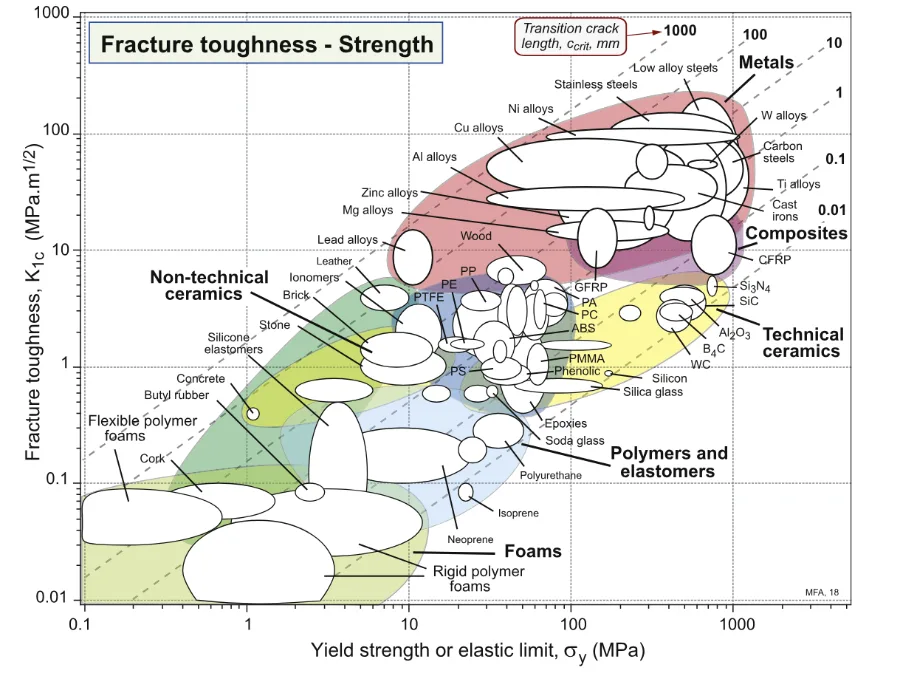 Fracture toughness - Strength
Transition crack
length, ccrit, mm
1000
100
10
1
0.1
0.01
1000
100
10
1
0.1
0.01
Fracture toughness, K1c (MPa.m1/2)
Metals
Low alloy steels
Stainless steels
Ni alloys
W alloys
Cu alloys
Carbon
steels
Al alloys
Ti alloys
Zinc alloys
Cast
irons
Mg alloys
Composites
Lead alloys
Wood
CFRP
Leather
Non-technical
ceramics
Ionomers
PP
PE
GFRP
Si3N4
Brick
PTFE
PA
SiC
PC
Stone
ABS
Al2O3
Technical
ceramics
Silicone
elastomers
B4C
PMMA
WC
PS
Phenolic
Silicon
Concrete
Silica glass
Butyl rubber
Flexible polymer
foams
Epoxies
Soda glass
Polymers and
elastomers
Cork
Polyurethane
Isoprene
Neoprene
Foams
Rigid polymer
foams
MFA, 18
0.1
1
10
100
1000
Yield strength or elastic limit, σy (MPa)